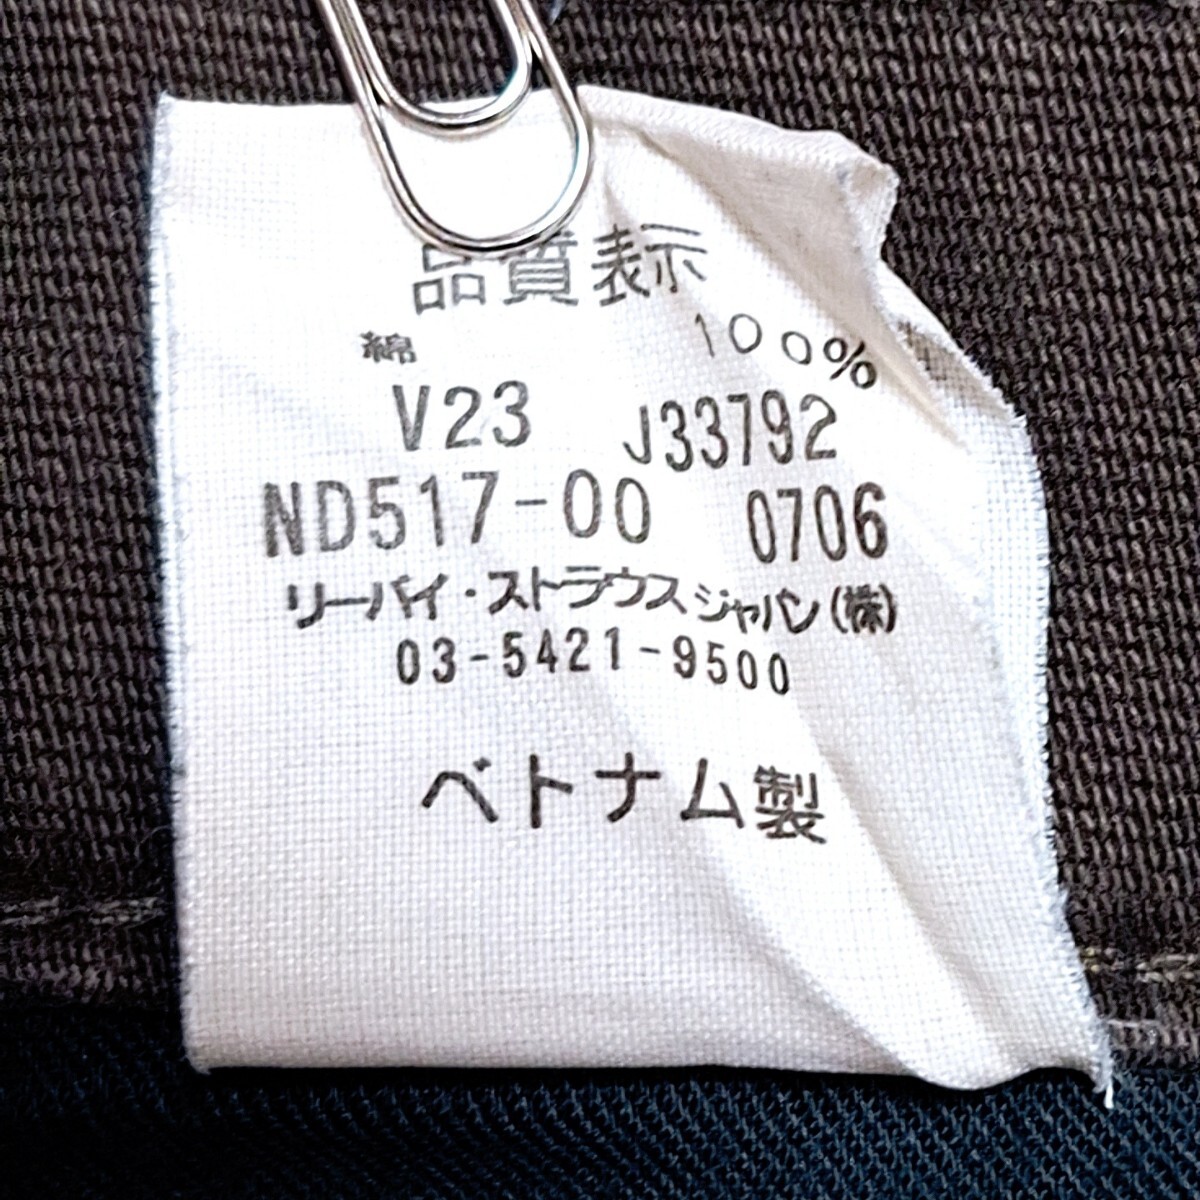 品質表示
綿 100%
V23 J33792
ND517-00 0706
リーバイ・ストラウスジャパン(株)
03-5421-9500
ベトナム製